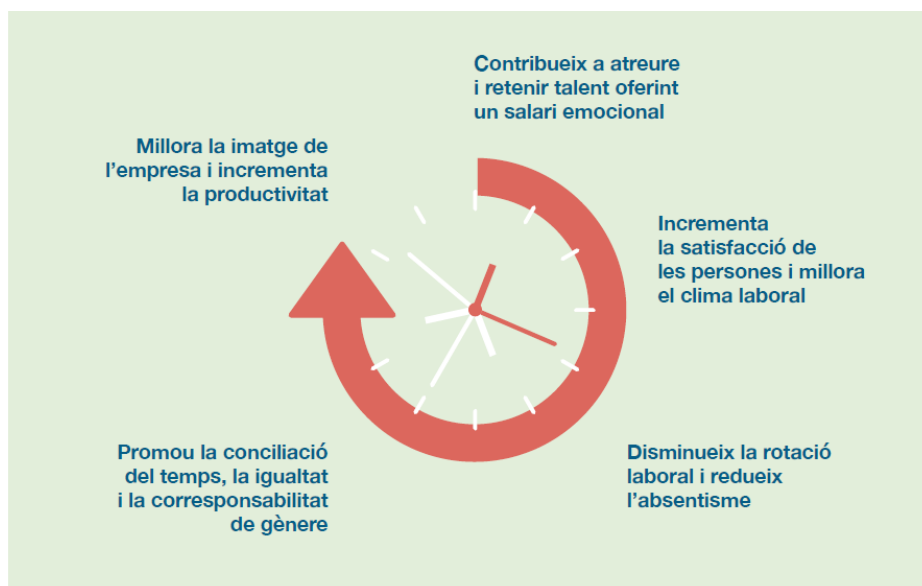 Contribueix a atreure
i retenir talent oferint
un salari emocional
Incrementa
la satisfacció de
les persones i millora
el clima laboral
Disminueix la rotació
laboral i redueix
l’absentisme
Promou la conciliació
del temps, la igualtat
i la corresponsabilitat
de gènere
Millora la imatge de
l’empresa i incrementa
la productivitat